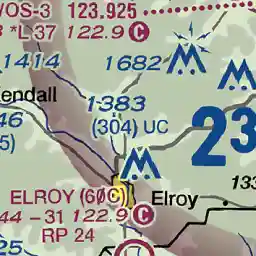 VOS-3 123.925
*L 37 122.9 C
1414
1682
endall
1383
(304) UC
46
5)
23
ELROY (60C)
Elroy
133
44 - 31 122.9 C
RP 24
25